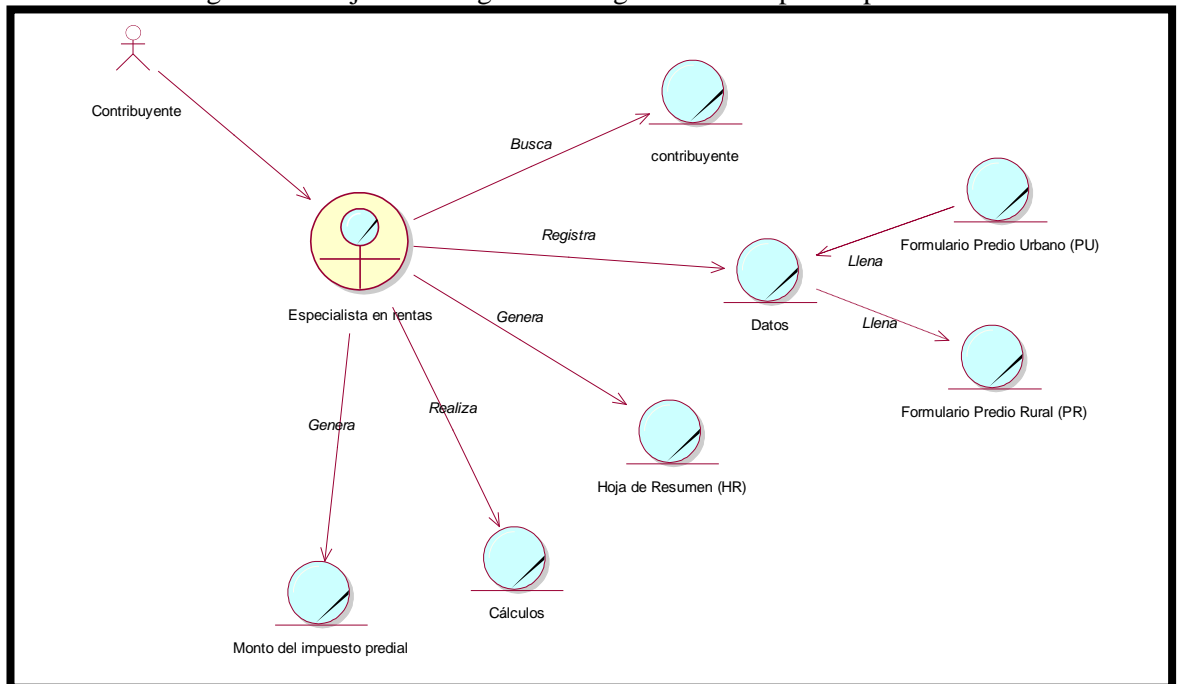 Contribuyente
Busca
contribuyente
Registra
Formulario Predio Urbano (PU)
Llena
Especialista en rentas
Genera
Datos
Llena
Formulario Predio Rural (PR)
Realiza
Genera
Hoja de Resumen (HR)
Cálculos
Monto del impuesto predial